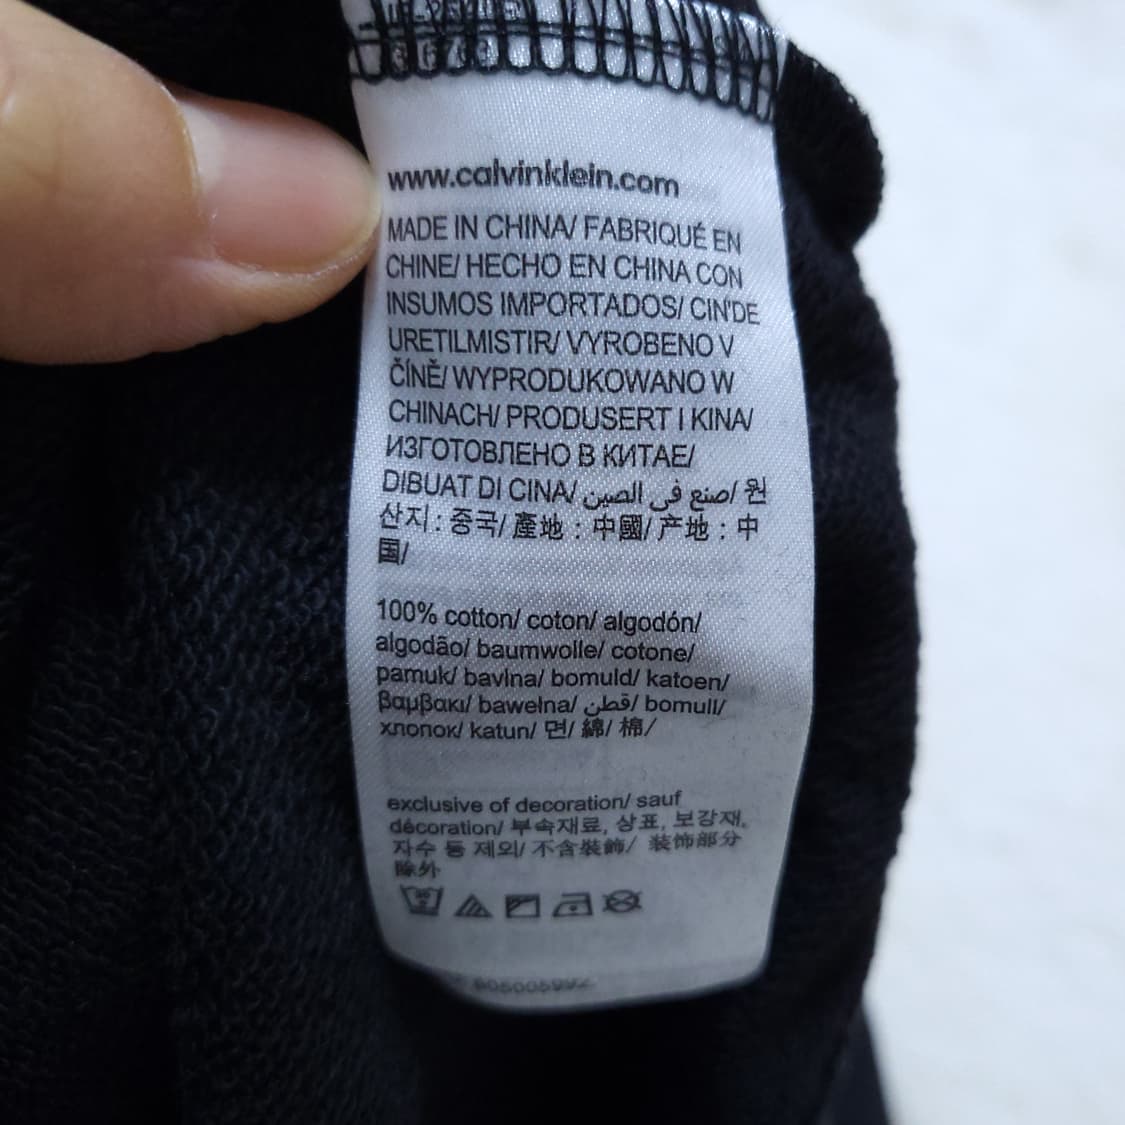 www.calvinklein.com
MADE IN CHINA/ FABRIQUÉ EN
CHINE/ HECHO EN CHINA CON
INSUMOS IMPORTADOS/ CIN'DE
URETILMISTIR/ VYROBENO V
ČÍNĚ/ WYPRODUKOWANO W
CHINACH/ PRODUSERT I KINA/
ИЗГОТОВЛЕНО В КИТАЕ/
DIBUAT DI CINA/ صنع في الصين/ 원
산지 : 중국/ 產地 : 中國/ 产地 : 中
国/
100% cotton/ coton/ algodón/
algodão/ baumwolle/ cotone/
pamuk/ bavlna/ bomuld/ katoen/
βαμβακι/ bawełna/ قطن/ bomull/
хлопок/ katun/ 면/ 綿/ 棉/
exclusive of decoration/ sauf
décoration/ 부속재료, 상표, 보강재,
자수 등 제외/ 不含裝飾/ 装饰部分
除外